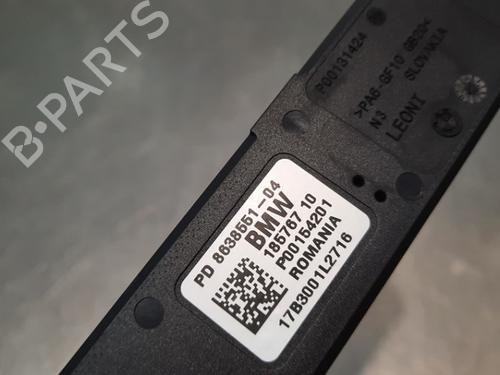 B-PARTS
P00131424
>PA6-GF10 GB20<
N3 SLOVAKIA
LEONI
PD 8638551-04
BMW
185767 10
P00154201
ROMANIA
17B3001L2716